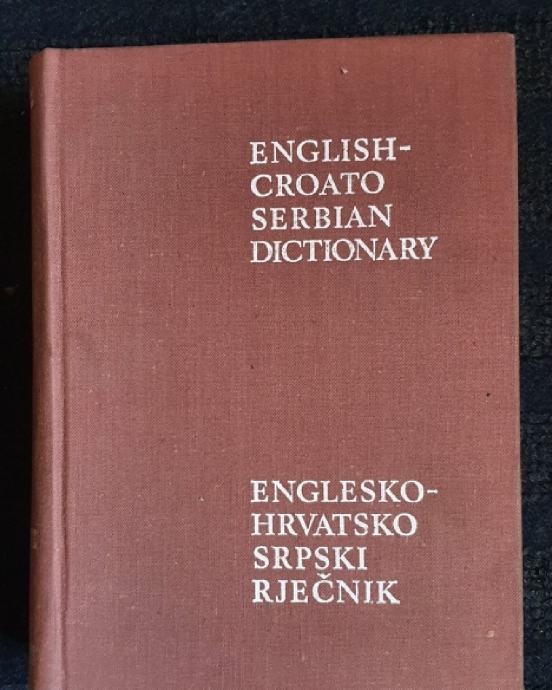 ENGLISH-
CROATO
SERBIAN
DICTIONARY
ENGLESKO-
HRVATSKO
SRPSKI
RJEČNIK